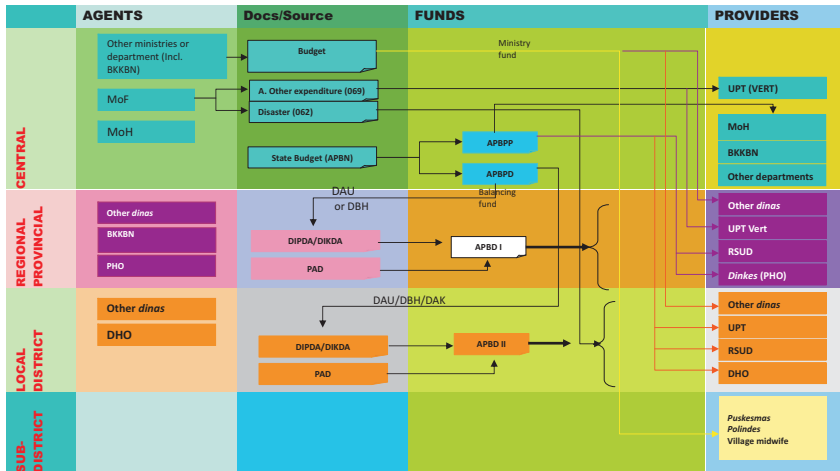 AGENTS
Docs/Source
FUNDS
PROVIDERS
CENTRAL
Other ministries or
department (Incl.
BKKBN)
MoF
MoH
Budget
A. Other expenditure (069)
Disaster (062)
State Budget (APBN)
Ministry
fund
APBPP
APBPD
Balancing
fund
UPT (VERT)
MoH
BKKBN
Other departments
REGIONAL
PROVINCIAL
Other dinas
BKKBN
PHO
DAU
or DBH
DIPDA/DIKDA
PAD
APBD I
Other dinas
UPT Vert
RSUD
Dinkes (PHO)
LOCAL
DISTRICT
Other dinas
DHO
DAU/DBH/DAK
DIPDA/DIKDA
PAD
APBD II
Other dinas
UPT
RSUD
DHO
SUB-
DISTRICT
Puskesmas
Polindes
Village midwife